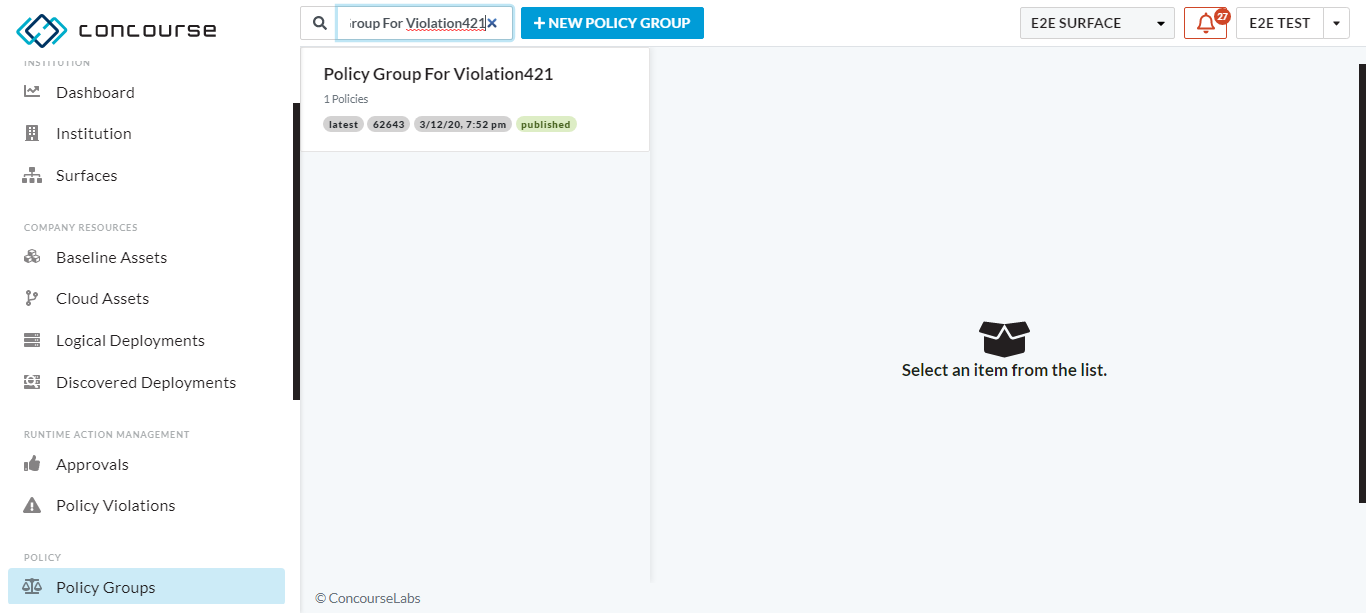 concourse
Group For Violation421
NEW POLICY GROUP
E2E SURFACE
27
E2E TEST
INSTITUTION
Dashboard
Institution
Surfaces
COMPANY RESOURCES
Baseline Assets
Cloud Assets
Logical Deployments
Discovered Deployments
RUNTIME ACTION MANAGEMENT
Approvals
Policy Violations
POLICY
Policy Groups
Policy Group For Violation421
1 Policies
latest 62643 3/12/20, 7:52 pm published
Select an item from the list.
© ConcourseLabs